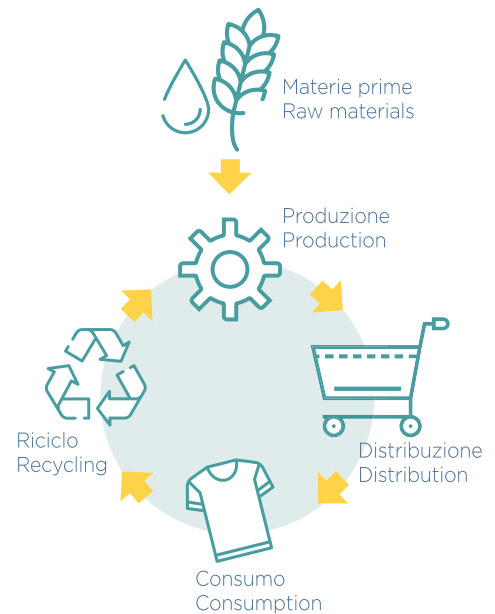 Materie prime
Raw materials
Produzione
Production
Distribuzione
Distribution
Riciclo
Recycling
Consumo
Consumption